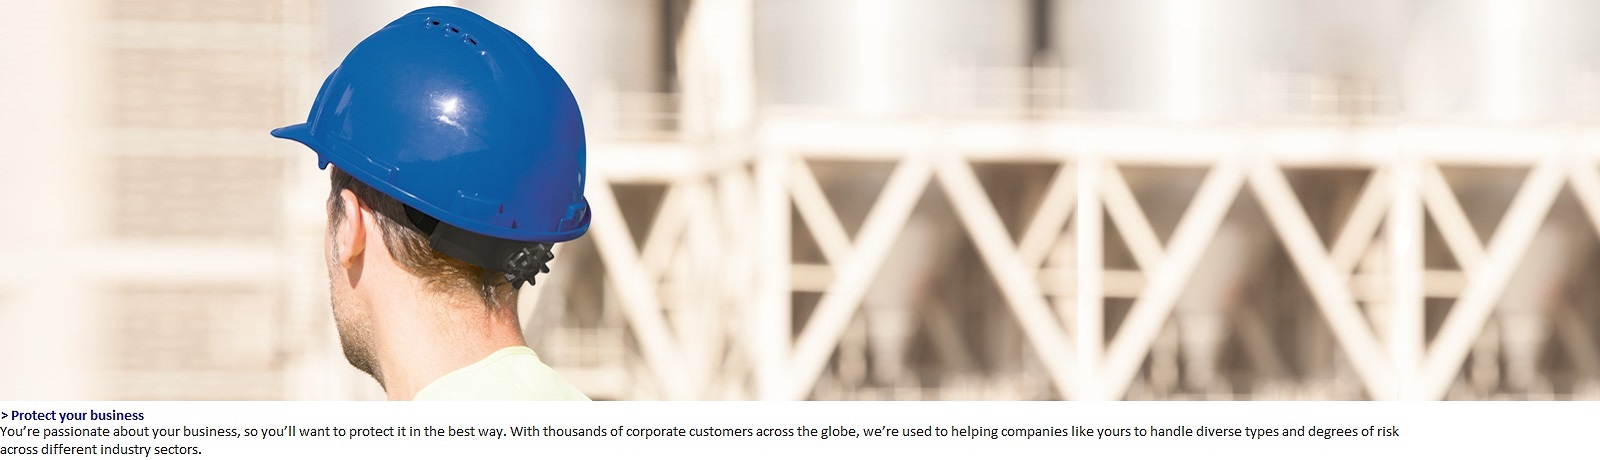 > Protect your business
You’re passionate about your business, so you’ll want to protect it in the best way. With thousands of corporate customers across the globe, we’re used to helping companies like yours to handle diverse types and degrees of risk
across different industry sectors.